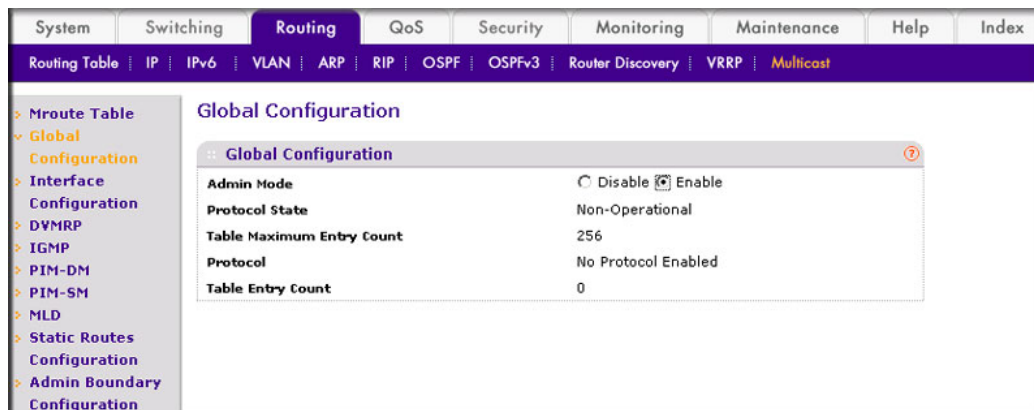 System Switching Routing QoS Security Monitoring Maintenance Help Index
Routing Table IP IPv6 VLAN ARP RIP OSPF OSPFv3 Router Discovery VRRP Multicast
Mroute Table
Global
Configuration
Interface
Configuration
DVMRP
IGMP
PIM-DM
PIM-SM
MLD
Static Routes
Configuration
Admin Boundary
Configuration
Global Configuration
Global Configuration ?
Admin Mode Disable Enable
Protocol State Non-Operational
Table Maximum Entry Count 256
Protocol No Protocol Enabled
Table Entry Count 0